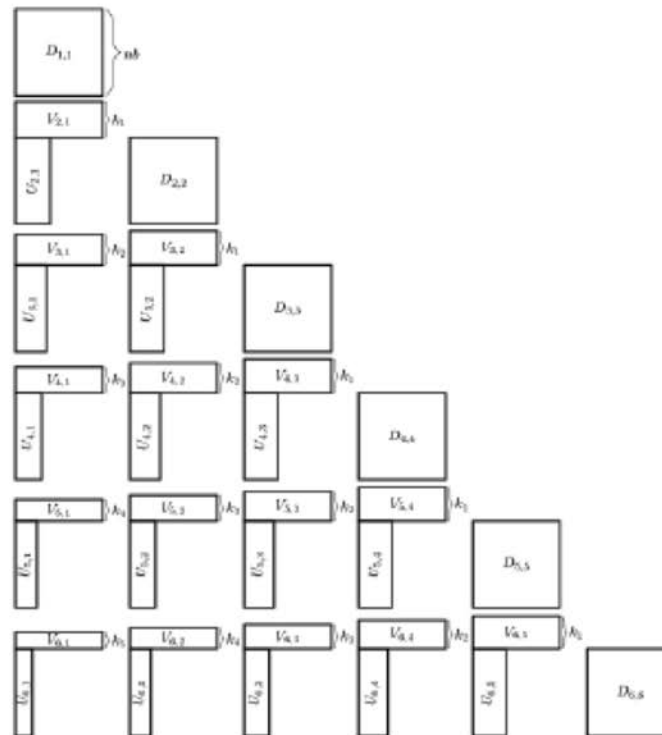 D₁,₁ nb
V₂,₁ k₁
U₂,₁ D₂,₂
V₃,₁ k₂ V₃,₂ k₁
U₃,₁ U₃,₂ D₃,₃
V₄,₁ k₃ V₄,₂ k₂ V₄,₃ k₁
U₄,₁ U₄,₂ U₄,₃ D₄,₄
V₅,₁ k₄ V₅,₂ k₃ V₅,₃ k₂ V₅,₄ k₁
U₅,₁ U₅,₂ U₅,₃ U₅,₄ D₅,₅
V₆,₁ k₅ V₆,₂ k₄ V₆,₃ k₃ V₆,₄ k₂ V₆,₅ k₁
U₆,₁ U₆,₂ U₆,₃ U₆,₄ U₆,₅ D₆,₆